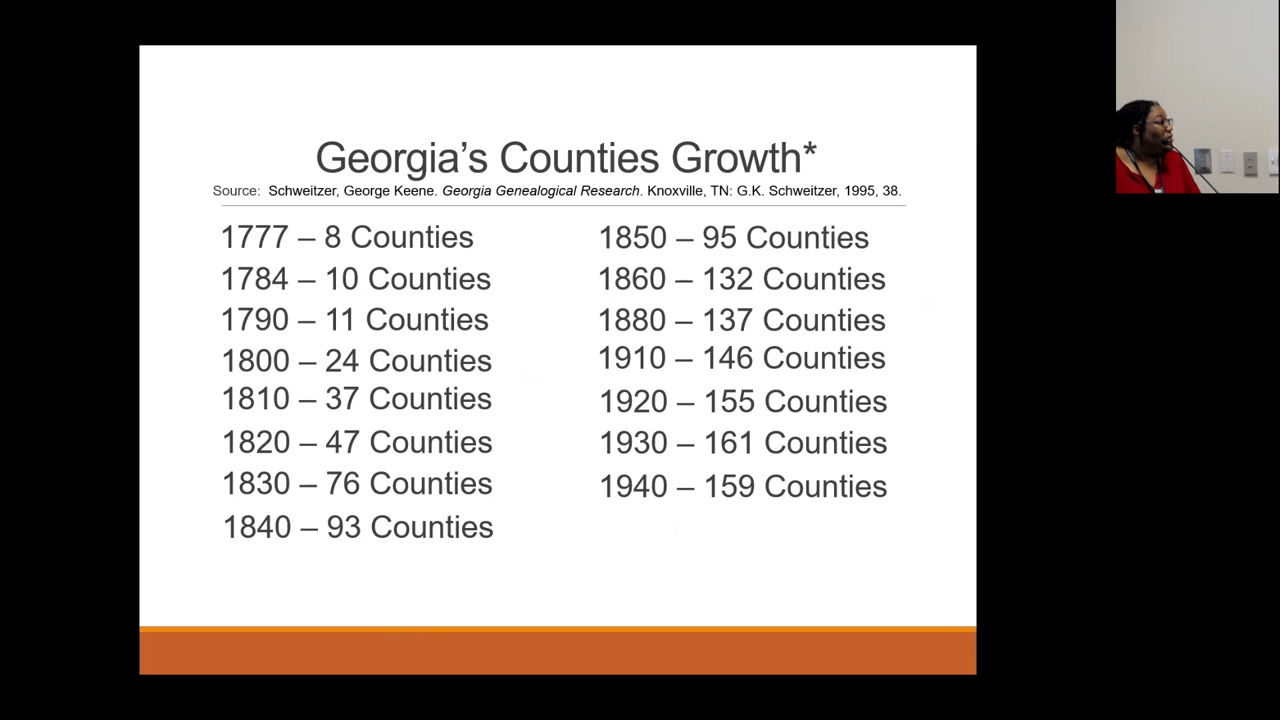 Georgia’s Counties Growth*
Source: Schweitzer, George Keene. Georgia Genealogical Research. Knoxville, TN: G.K. Schweitzer, 1995, 38.
1777 – 8 Counties
1784 – 10 Counties
1790 – 11 Counties
1800 – 24 Counties
1810 – 37 Counties
1820 – 47 Counties
1830 – 76 Counties
1840 – 93 Counties
1850 – 95 Counties
1860 – 132 Counties
1880 – 137 Counties
1910 – 146 Counties
1920 – 155 Counties
1930 – 161 Counties
1940 – 159 Counties